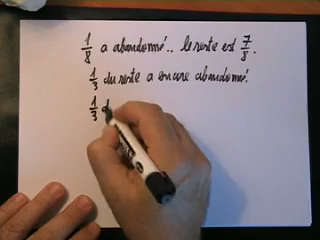 1/8 a abandonné.. le reste est 7/8.
1/3 du reste a encore abandonné.
1/3 d